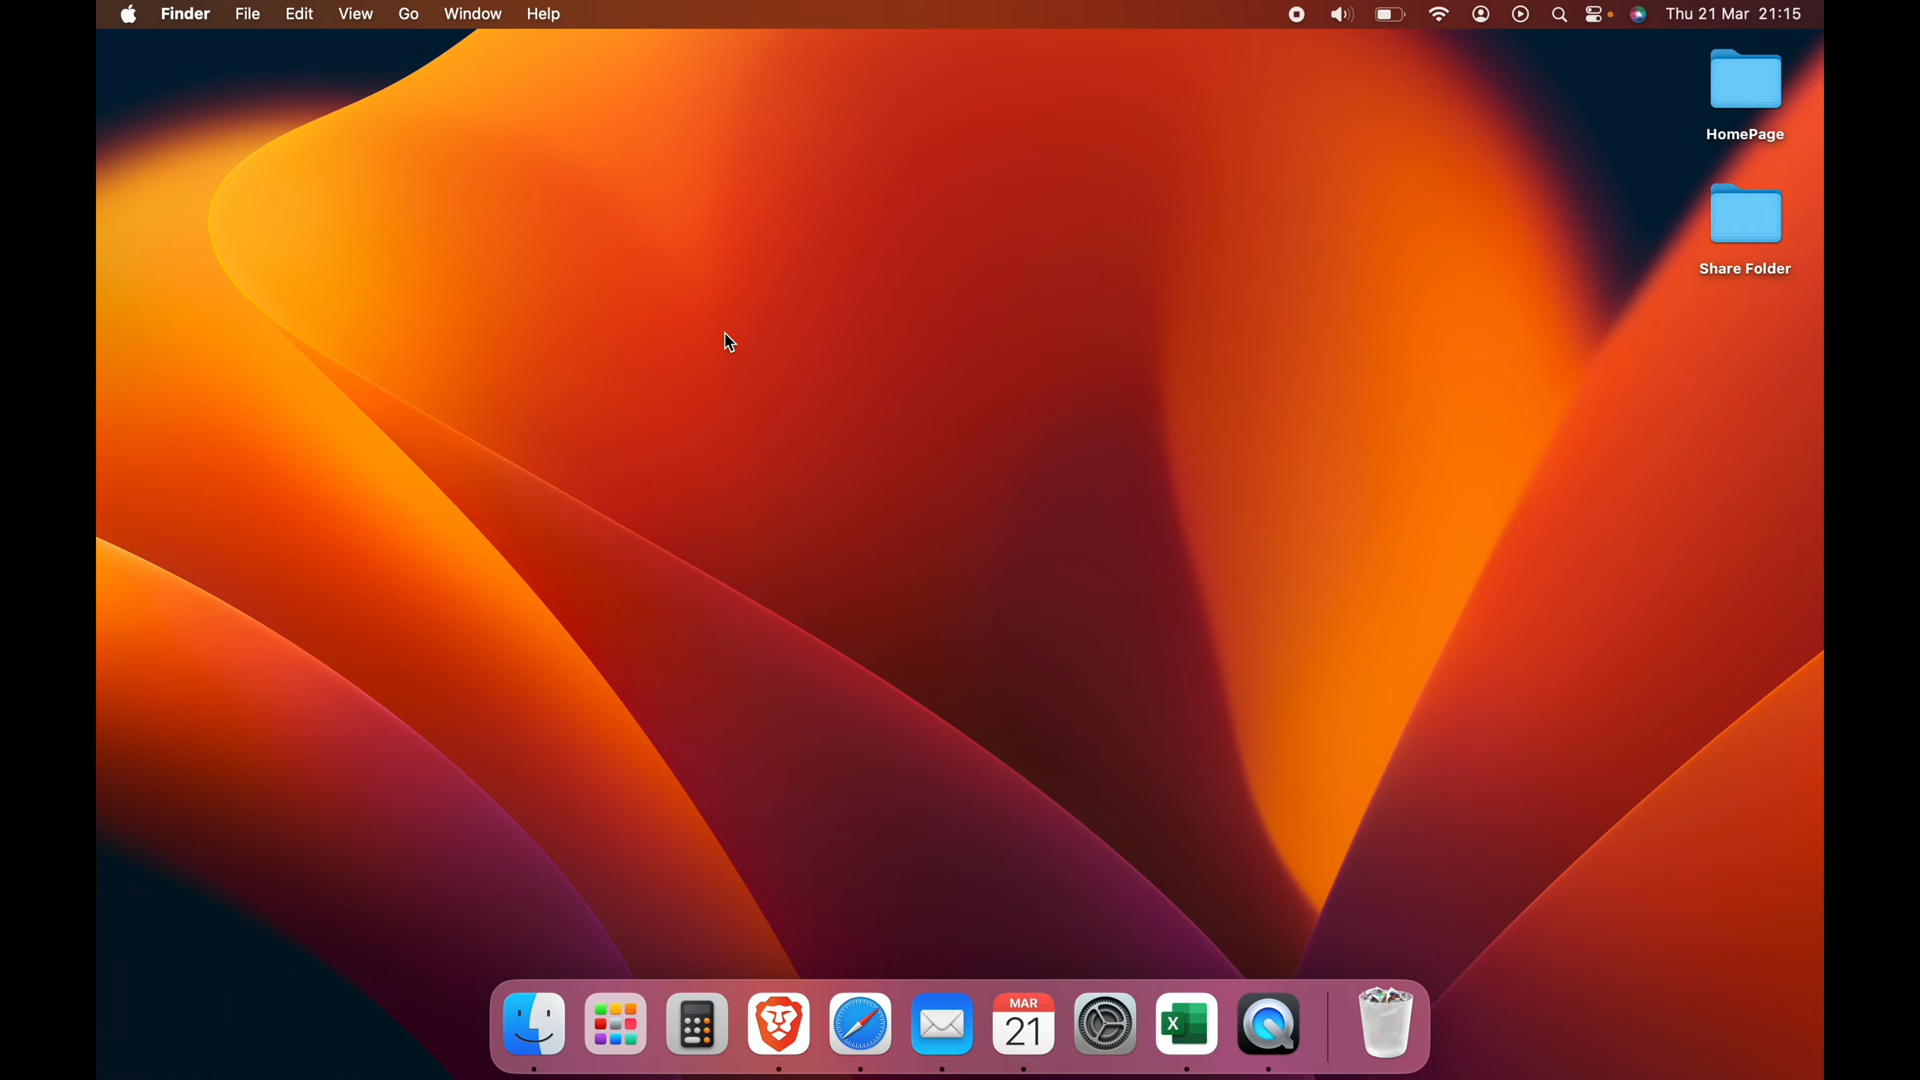 Finder File Edit View Go Window Help Thu 21 Mar 21:15
HomePage
Share Folder
MAR
21
X